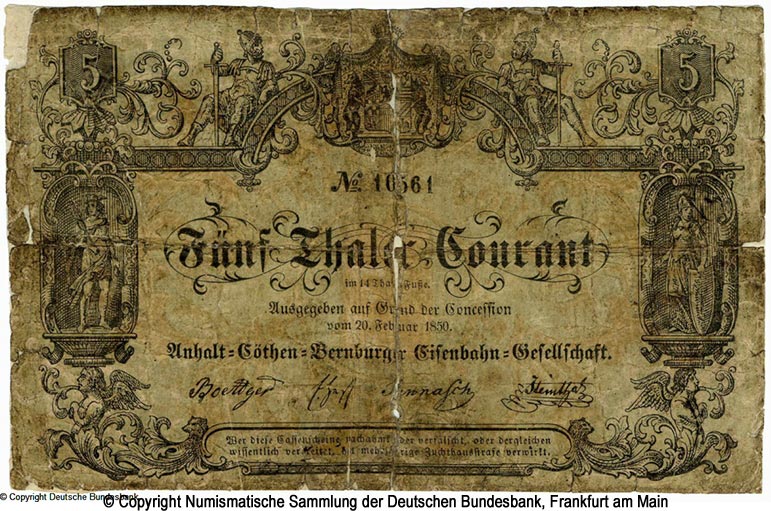 5 5
No 10561
Fünf Thaler Courant
im 14 Thaler Fuße.
Ausgegeben auf Grund der Concession
vom 20. Februar 1850.
Anhalt=Cöthen=Bernburger Eisenbahn=Gesellschaft.
Boettger
Wer diese Cassenscheine nachahmt oder verfälscht, oder dergleichen
wissentlich verbreitet, hat mehrjährige Zuchthausstrafe verwirkt.
© Copyright Deutsche Bundesbank
© Copyright Numismatische Sammlung der Deutschen Bundesbank, Frankfurt am Main